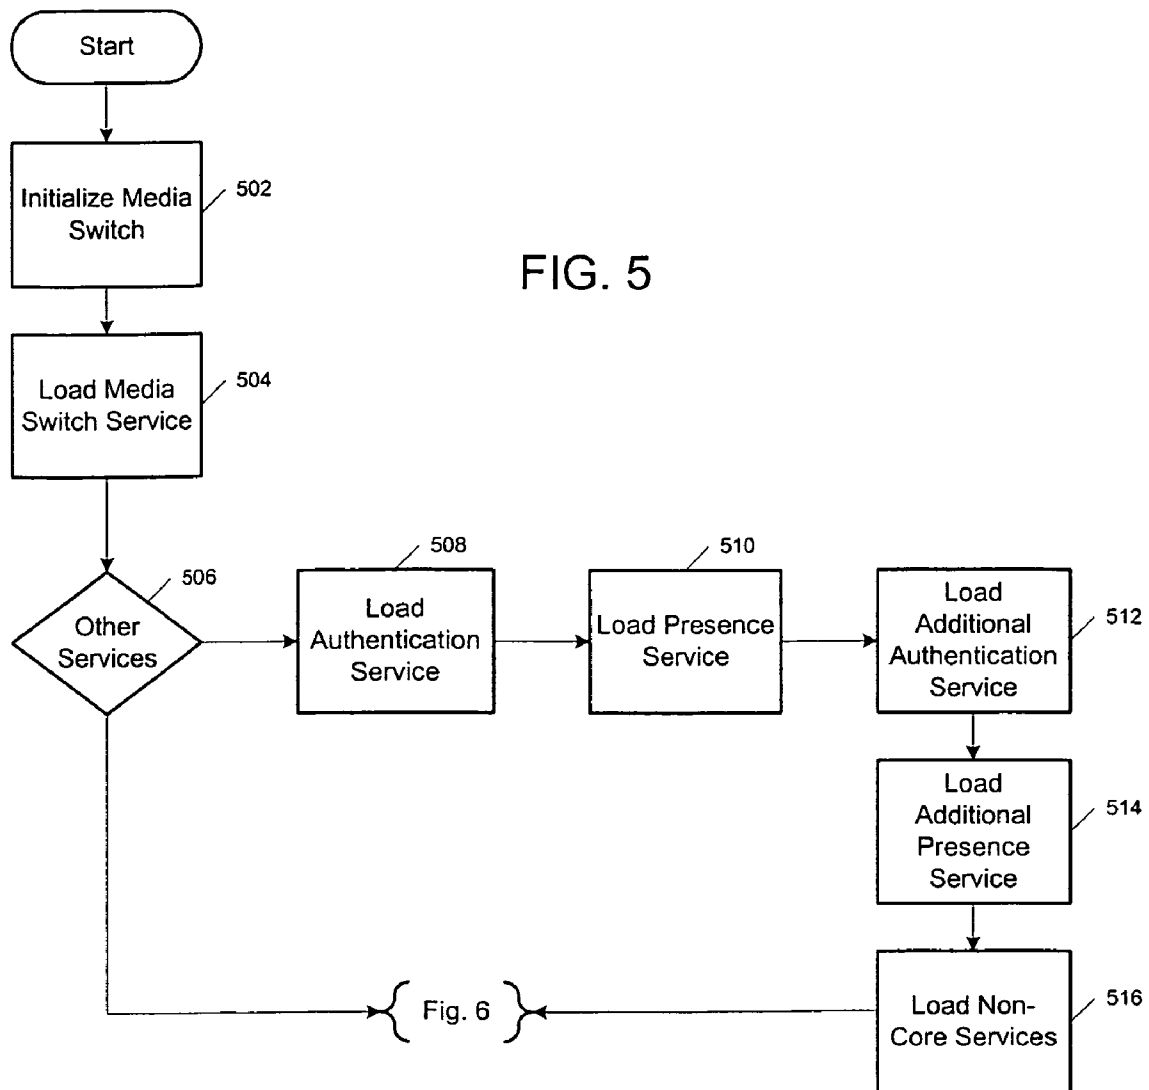 Start
Initialize Media
Switch
502
FIG. 5
Load Media
Switch Service
504
Other
Services
506
Load
Authentication
Service
508
Load Presence
Service
510
Load
Additional
Authentication
Service
512
Load
Additional
Presence
Service
514
Load Non-
Core Services
516
Fig. 6